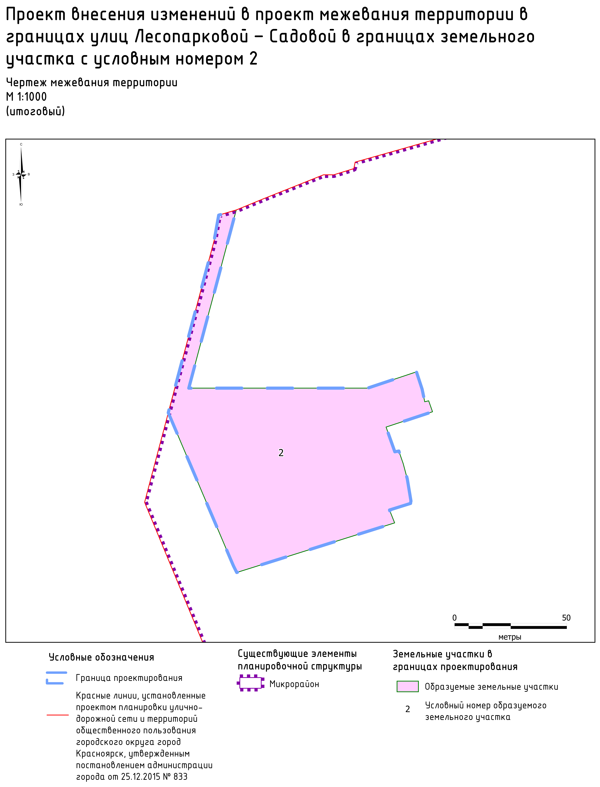 Проект внесения изменений в проект межевания территории в
границах улиц Лесопарковой – Садовой в границах земельного
участка с условным номером 2
Чертеж межевания территории
М 1:1000
(итоговый)
2
0 50
метры
Условные обозначения
Граница проектирования
Красные линии, установленные
проектом планировки улично-
дорожной сети и территорий
общественного пользования
городского округа город
Красноярск, утвержденным
постановлением администрации
города от 25.12.2015 № 833
Существующие элементы
планировочной структуры
Микрорайон
Земельные участки в
границах проектирования
Образуемые земельные участки
2 Условный номер образуемого
земельного участка